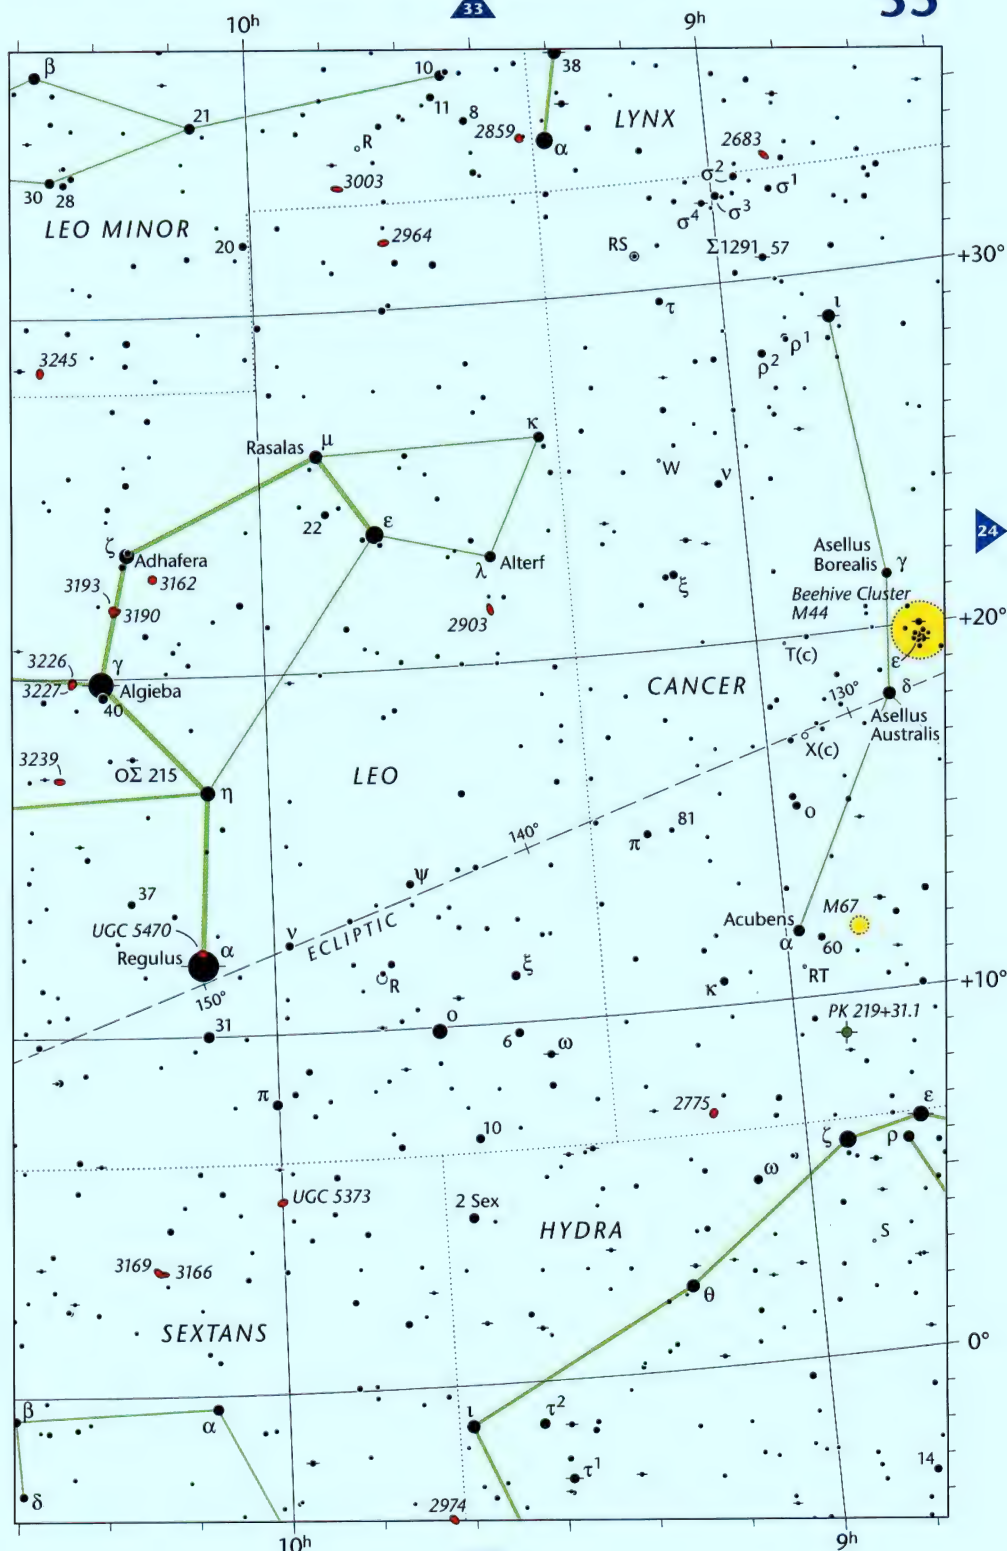 33
10h
9h
β
10
38
21
11
8
LYNX
2859
α
2683
R
3003
σ2
σ1
30
28
σ4
σ3
LEO MINOR
20
2964
RS
Σ1291
57
+30°
τ
ι
ρ1
ρ2
3245
κ
Rasalas
μ
W
ν
22
ε
ζ
Adhafera
λ
Alterf
Asellus
Borealis
γ
24
3193
3162
ξ
Beehive Cluster
M44
3190
2903
+20°
T(c)
ε
3226
γ
3227
Algieba
CANCER
130°
δ
40
Asellus
Australis
X(c)
3239
OΣ 215
LEO
η
ο
81
π
140°
ψ
37
M67
UGC 5470
ν
ECLIPTIC
Acubens
α
60
Regulus
α
ξ
RT
R
κ
+10°
150°
PK 219+31.1
31
ο
6
ω
π
2775
ε
10
ζ
ρ
ω
UGC 5373
2 Sex
HYDRA
S
3169
3166
θ
SEXTANS
0°
β
α
ι
τ2
14
τ1
δ
2974
10h
9h